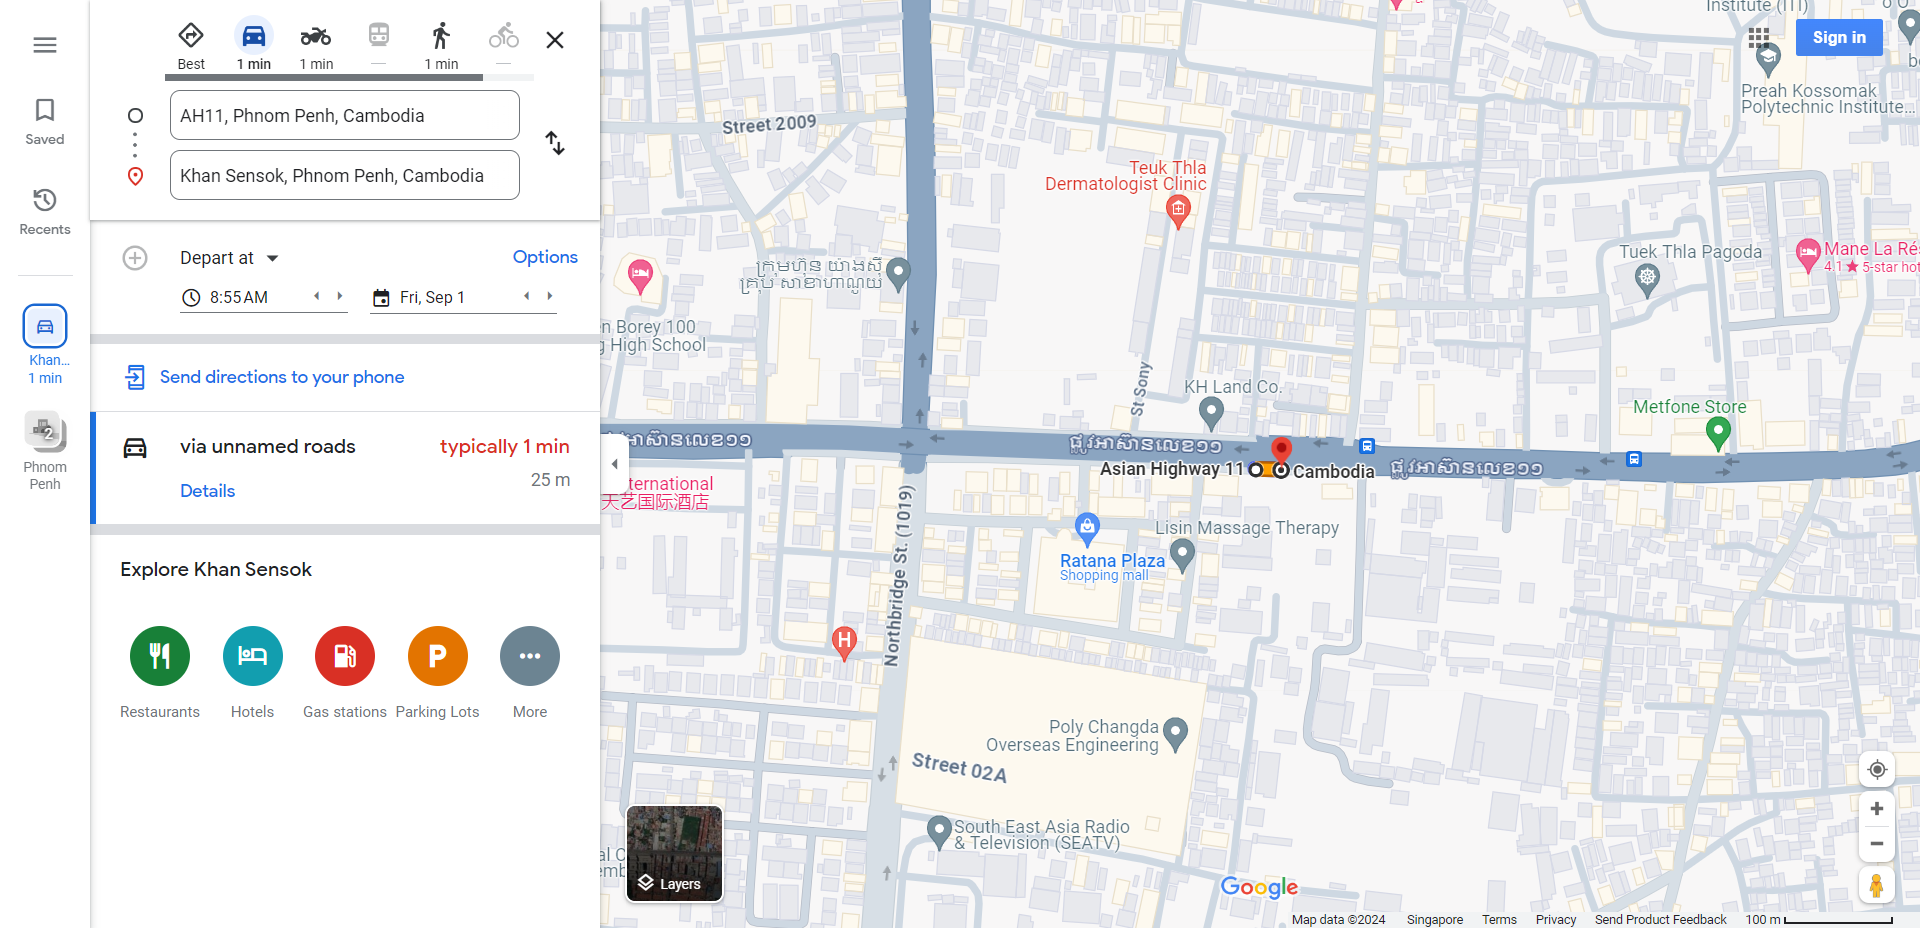 Saved
Recents
Khan...
1 min
2
Phnom
Penh
Best
1 min
1 min
1 min
AH11, Phnom Penh, Cambodia
Khan Sensok, Phnom Penh, Cambodia
Depart at
Options
8:55 AM
Fri, Sep 1
Send directions to your phone
via unnamed roads
typically 1 min
25 m
Details
Explore Khan Sensok
Restaurants
Hotels
Gas stations
Parking Lots
More
Institute (ITI)
Sign in
Preah Kossomak
Polytechnic Institute...
Street 2009
Teuk Thla
Dermatologist Clinic
Tuek Thla Pagoda
Mane La Rés
4.1★ 5-star hot
ក្រុមហ៊ុន យ៉ាងស៊ី
គ្រុប សាខាហាណូយ
n Borey 100
g High School
St Sony
KH Land Co.
Metfone Store
ផ្លូវអាស៊ានលេខ១១
ផ្លូវអាស៊ានលេខ១១
ផ្លូវអាស៊ានលេខ១១
Asian Highway 11
Cambodia
ternational
天艺国际酒店
Northbridge St. (1019)
Lisin Massage Therapy
Ratana Plaza
Shopping mall
H
Poly Changda
Overseas Engineering
Street 02A
South East Asia Radio
& Television (SEATV)
al C
emb
Layers
Google
Map data ©2024
Singapore
Terms
Privacy
Send Product Feedback
100 m